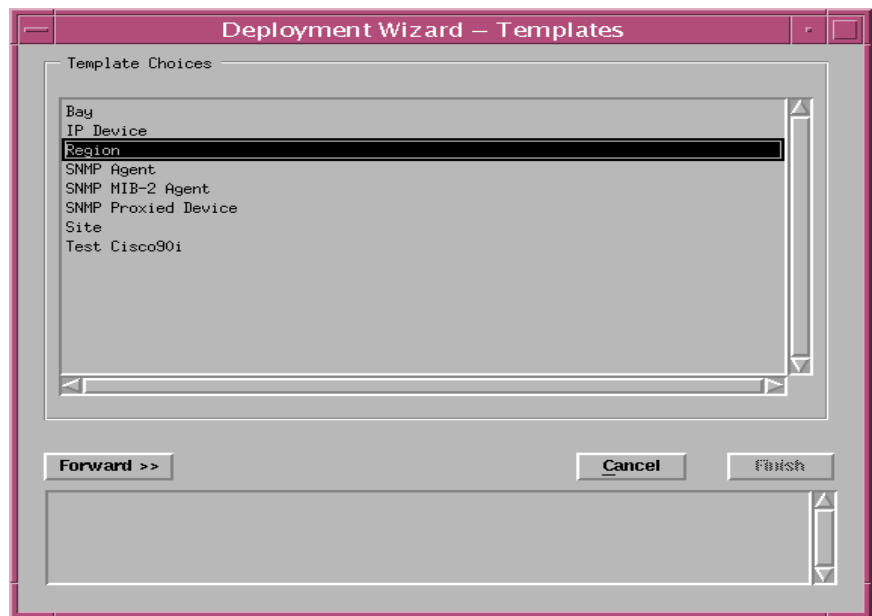 Deployment Wizard – Templates
Template Choices
Bay
IP Device
Region
SNMP Agent
SNMP MIB-2 Agent
SNMP Proxied Device
Site
Test Cisco90i
Forward >>
Cancel
Finish